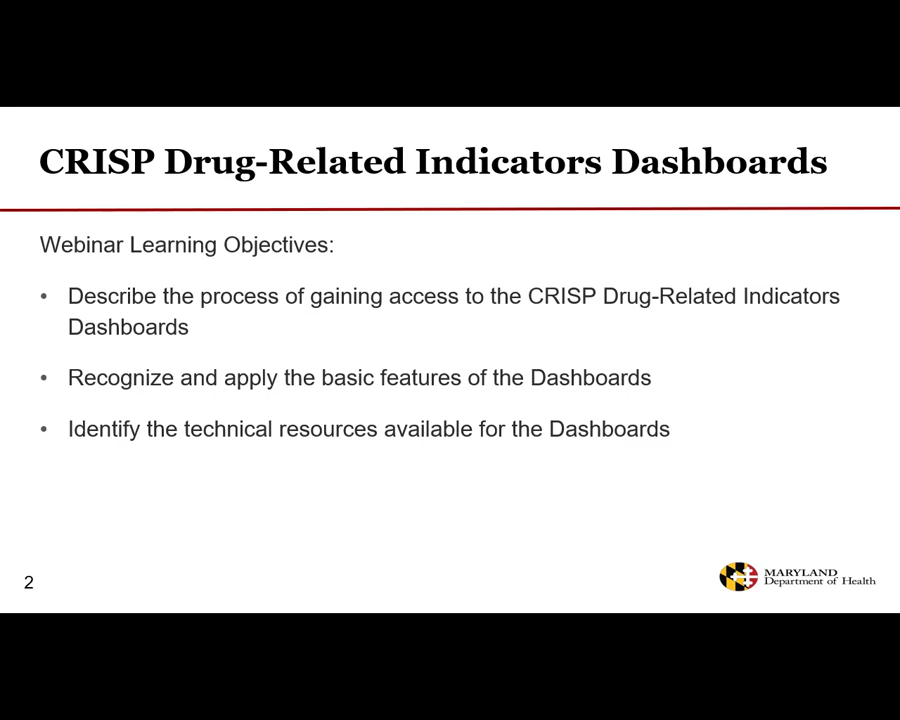 CRISP Drug-Related Indicators Dashboards
Webinar Learning Objectives:
• Describe the process of gaining access to the CRISP Drug-Related Indicators
Dashboards
• Recognize and apply the basic features of the Dashboards
• Identify the technical resources available for the Dashboards
2
MARYLAND
Department of Health